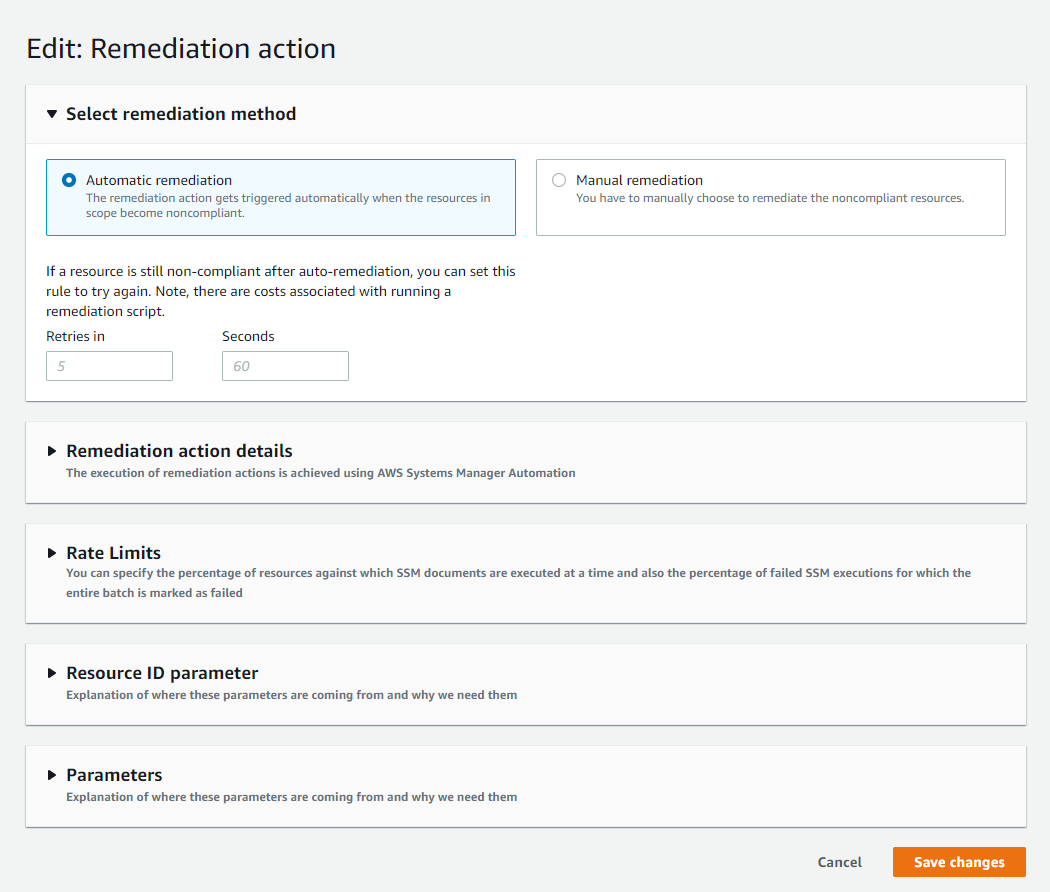 Edit: Remediation action
Select remediation method
Automatic remediation
The remediation action gets triggered automatically when the resources in
scope become noncompliant.
Manual remediation
You have to manually choose to remediate the noncompliant resources.
If a resource is still non-compliant after auto-remediation, you can set this
rule to try again. Note, there are costs associated with running a
remediation script.
Retries in
Seconds
5
60
Remediation action details
The execution of remediation actions is achieved using AWS Systems Manager Automation
Rate Limits
You can specify the percentage of resources against which SSM documents are executed at a time and also the percentage of failed SSM executions for which the
entire batch is marked as failed
Resource ID parameter
Explanation of where these parameters are coming from and why we need them
Parameters
Explanation of where these parameters are coming from and why we need them
Cancel
Save changes